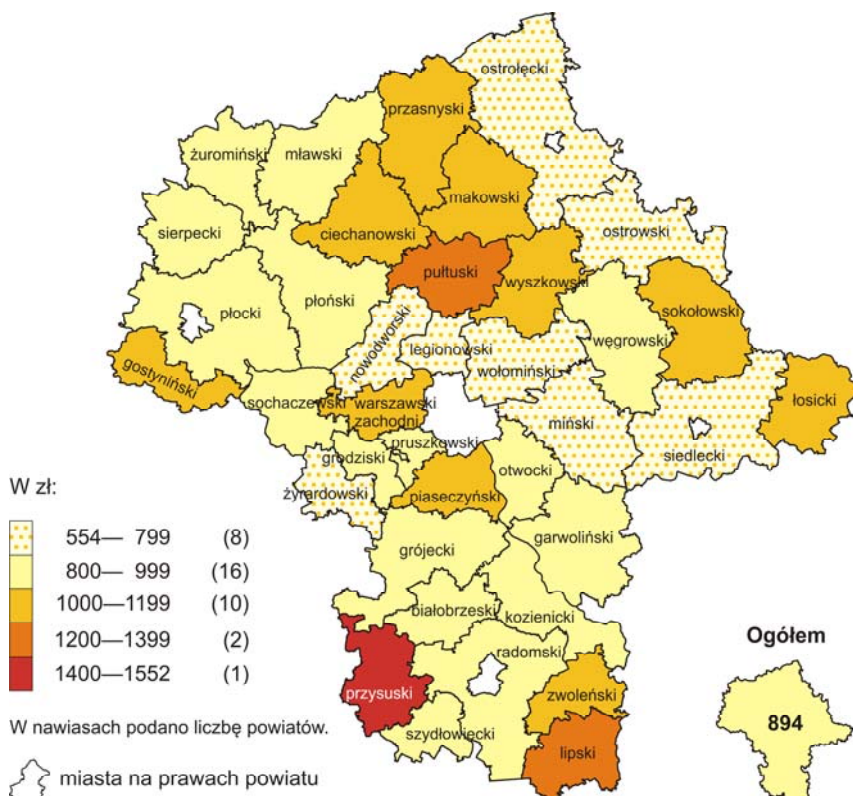 ostrołęcki
przasnyski
żuromiński
mławski
makowski
sierpecki
ciechanowski
ostrowski
pułtuski
wyszkowski
płocki
płoński
sokołowski
węgrowski
nowodworski
legionowski
wołomiński
gostyniński
sochaczewski
warszawski
zachodni
łosicki
miński
siedlecki
pruszkowski
grodziski
otwocki
żyrardowski
piaseczyński
garwoliński
grójecki
białobrzeski
kozienicki
radomski
przysuski
zwoleński
szydłowiecki
lipski
W zł:
554— 799 (8)
800— 999 (16)
1000—1199 (10)
1200—1399 (2)
1400—1552 (1)
W nawiasach podano liczbę powiatów.
miasta na prawach powiatu
Ogółem
894